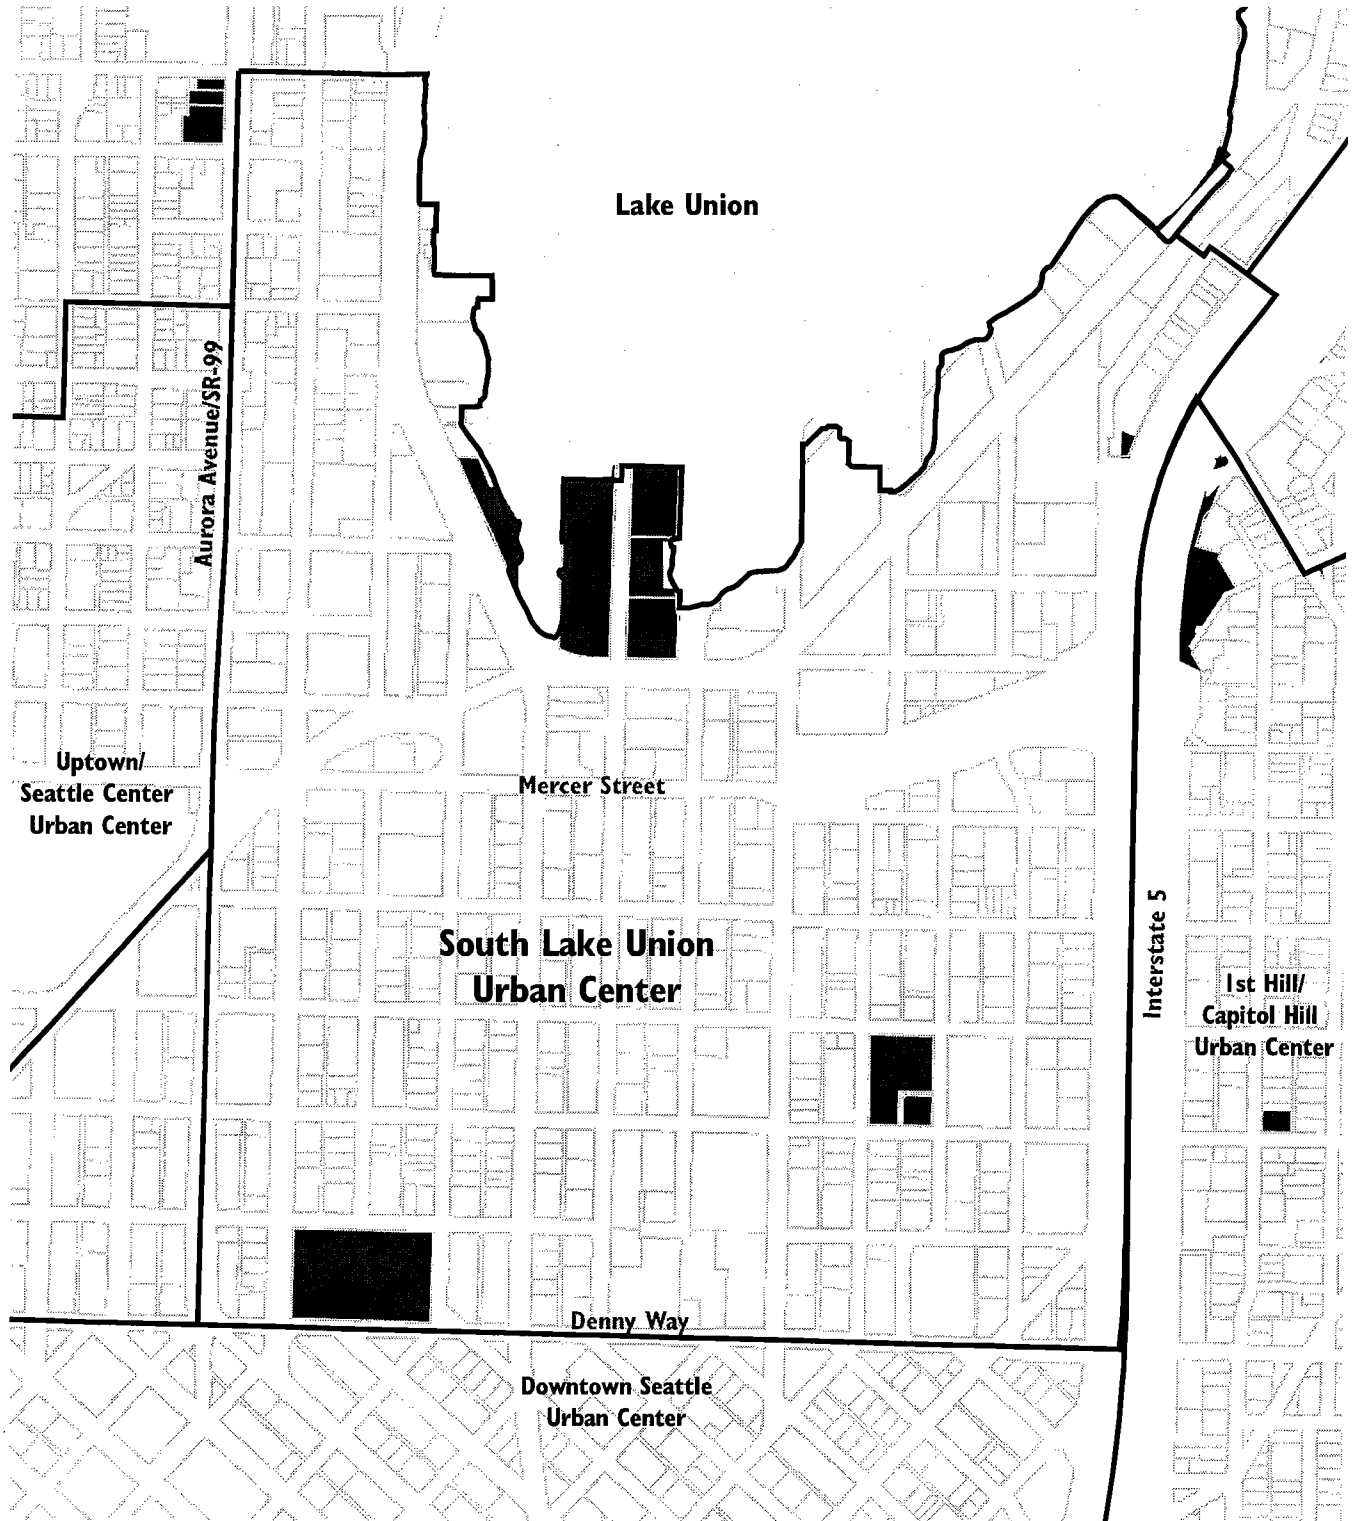 Lake Union
Aurora Avenue/SR-99
Uptown/
Seattle Center
Urban Center
Mercer Street
South Lake Union
Urban Center
Interstate 5
1st Hill/
Capitol Hill
Urban Center
Denny Way
Downtown Seattle
Urban Center